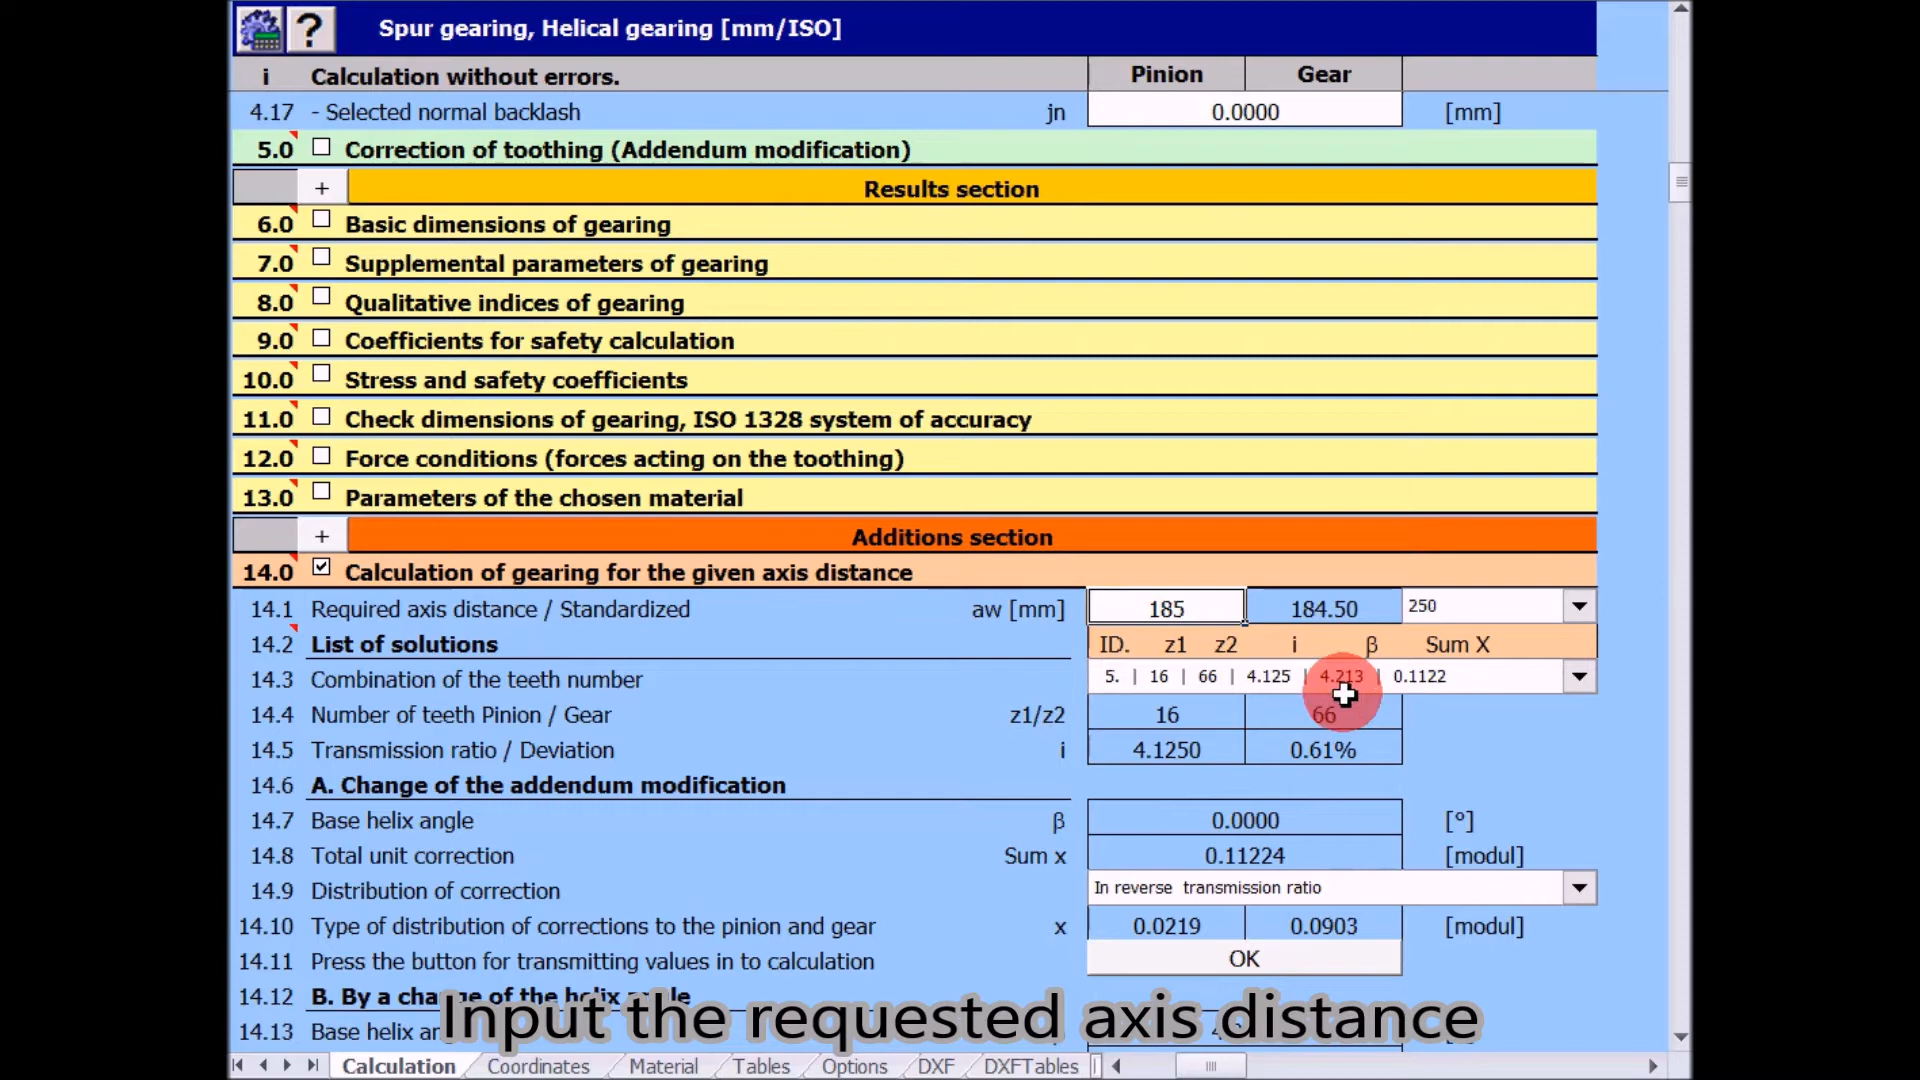 ? Spur gearing, Helical gearing [mm/ISO]
i Calculation without errors. Pinion Gear
4.17 - Selected normal backlash jn 0.0000 [mm]
5.0 Correction of toothing (Addendum modification)
+ Results section
6.0 Basic dimensions of gearing
7.0 Supplemental parameters of gearing
8.0 Qualitative indices of gearing
9.0 Coefficients for safety calculation
10.0 Stress and safety coefficients
11.0 Check dimensions of gearing, ISO 1328 system of accuracy
12.0 Force conditions (forces acting on the toothing)
13.0 Parameters of the chosen material
+ Additions section
14.0 Calculation of gearing for the given axis distance
14.1 Required axis distance / Standardized aw [mm] 185 184.50 250
14.2 List of solutions ID. z1 z2 i β Sum X
14.3 Combination of the teeth number 5. | 16 | 66 | 4.125 | 4.213 | 0.1122
14.4 Number of teeth Pinion / Gear z1/z2 16 66
14.5 Transmission ratio / Deviation i 4.1250 0.61%
14.6 A. Change of the addendum modification
14.7 Base helix angle β 0.0000 [°]
14.8 Total unit correction Sum x 0.11224 [modul]
14.9 Distribution of correction In reverse transmission ratio
14.10 Type of distribution of corrections to the pinion and gear x 0.0219 0.0903 [modul]
14.11 Press the button for transmitting values in to calculation OK
14.12 B. By a change of the helix angle
14.13 Base helix an
Input the requested axis distance
Calculation Coordinates Material Tables Options DXF DXFTables